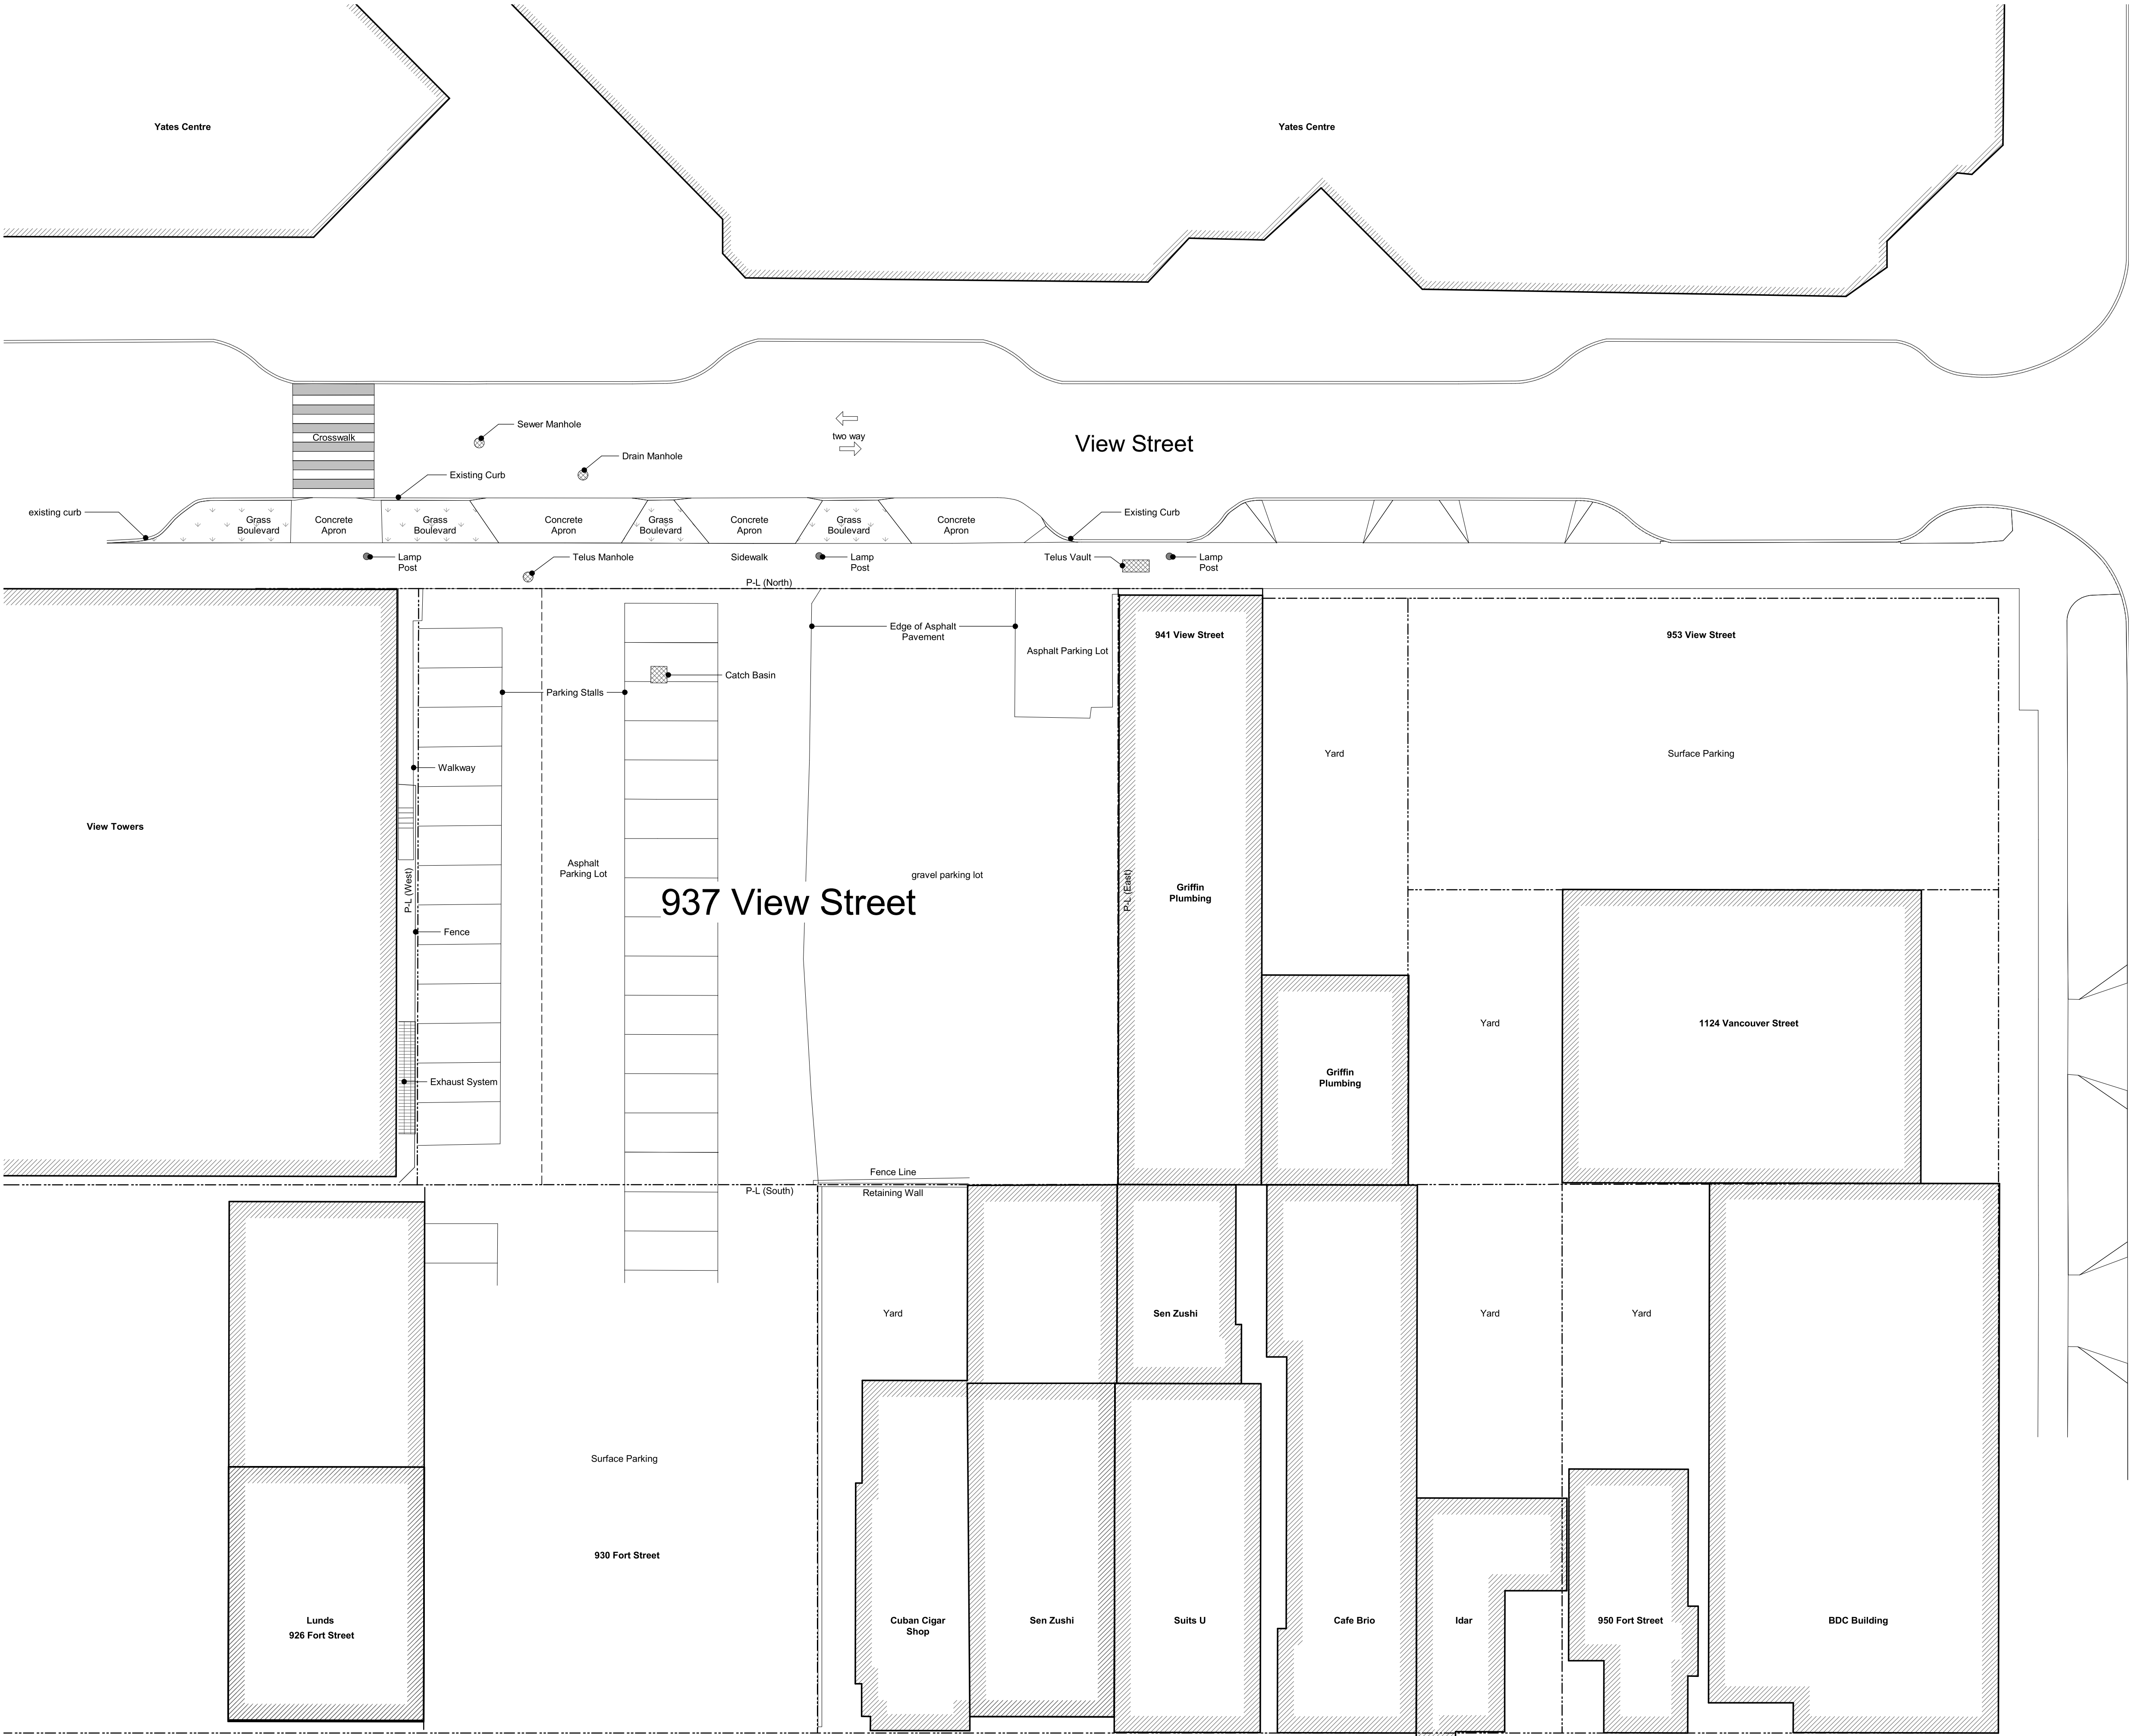 Yates Centre
Yates Centre
Sewer Manhole
two way
View Street
Crosswalk
Drain Manhole
Existing Curb
existing curb
Grass
Boulevard
Concrete
Apron
Grass
Boulevard
Concrete
Apron
Grass
Boulevard
Concrete
Apron
Grass
Boulevard
Concrete
Apron
Existing Curb
Lamp
Post
Telus Manhole
Sidewalk
Lamp
Post
Telus Vault
Lamp
Post
P-L (North)
Edge of Asphalt
Pavement
Asphalt Parking Lot
941 View Street
953 View Street
Catch Basin
Parking Stalls
Yard
Surface Parking
Walkway
View Towers
P-L (West)
Asphalt
Parking Lot
937 View Street
gravel parking lot
P-L (East)
Griffin
Plumbing
Fence
Yard
1124 Vancouver Street
Griffin
Plumbing
Exhaust System
Fence Line
P-L (South)
Retaining Wall
Yard
Sen Zushi
Yard
Yard
Surface Parking
930 Fort Street
Lunds
926 Fort Street
Cuban Cigar
Shop
Sen Zushi
Suits U
Cafe Brio
Idar
950 Fort Street
BDC Building